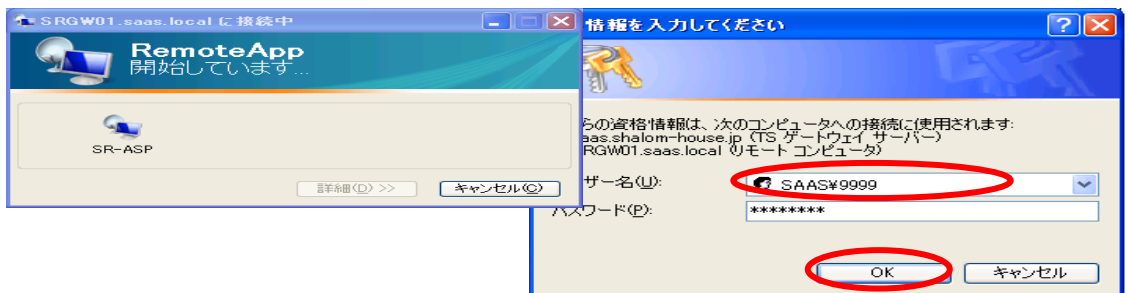 SRGW01.saas.local に接続中
RemoteApp
開始しています...
SR-ASP
詳細(D) >>
キャンセル(C)
情報を入力してください
らの資格情報は、次のコンピュータへの接続に使用されます:
aas.shalom-house.jp (TS ゲートウェイ サーバー)
RGW01.saas.local (リモート コンピュータ)
ザー名(U):
SAAS¥9999
パスワード(P):
********
OK
キャンセル